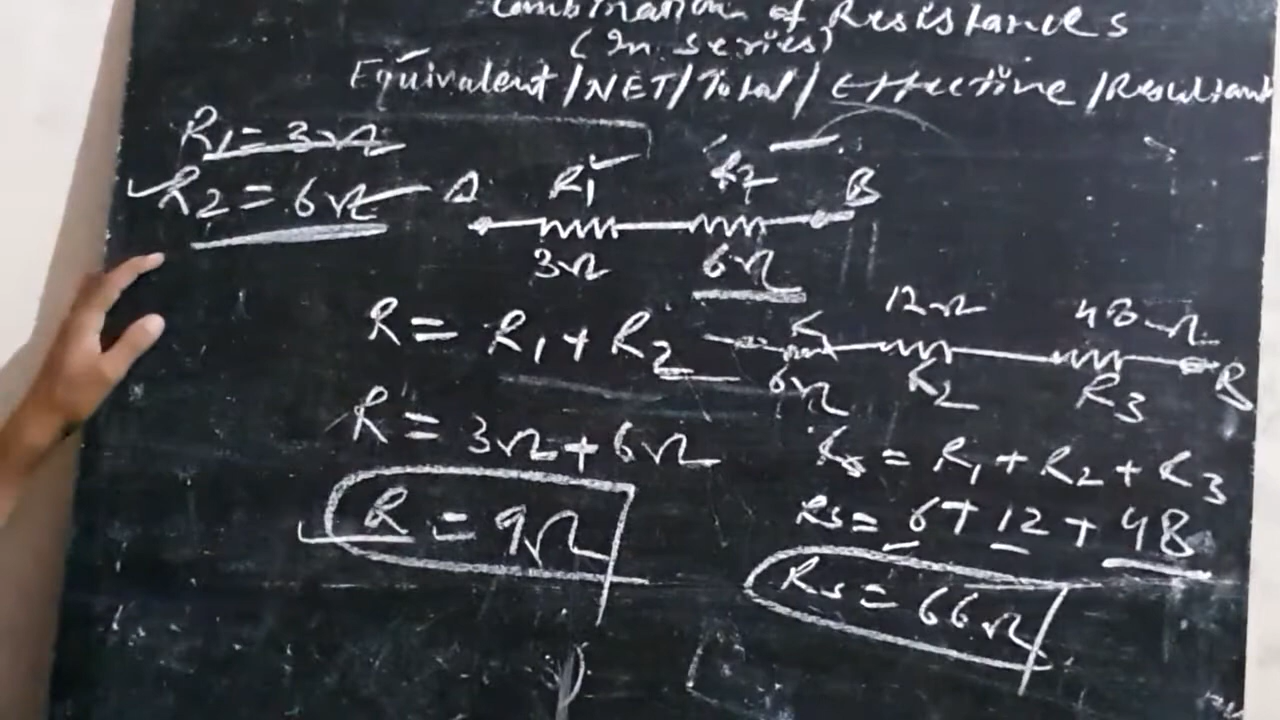 Combination of Resistances
(In series)
Equivalent/NET/Total/Effective/Resultant
R1 = 3Ω
R2 = 6Ω
A R1 R2 B
3Ω 6Ω
R = R1 + R2
R = 3Ω + 6Ω
R = 9Ω
12Ω 48Ω
6Ω R2 R3 B
Rs = R1 + R2 + R3
Rs = 6 + 12 + 48
Rs = 66Ω